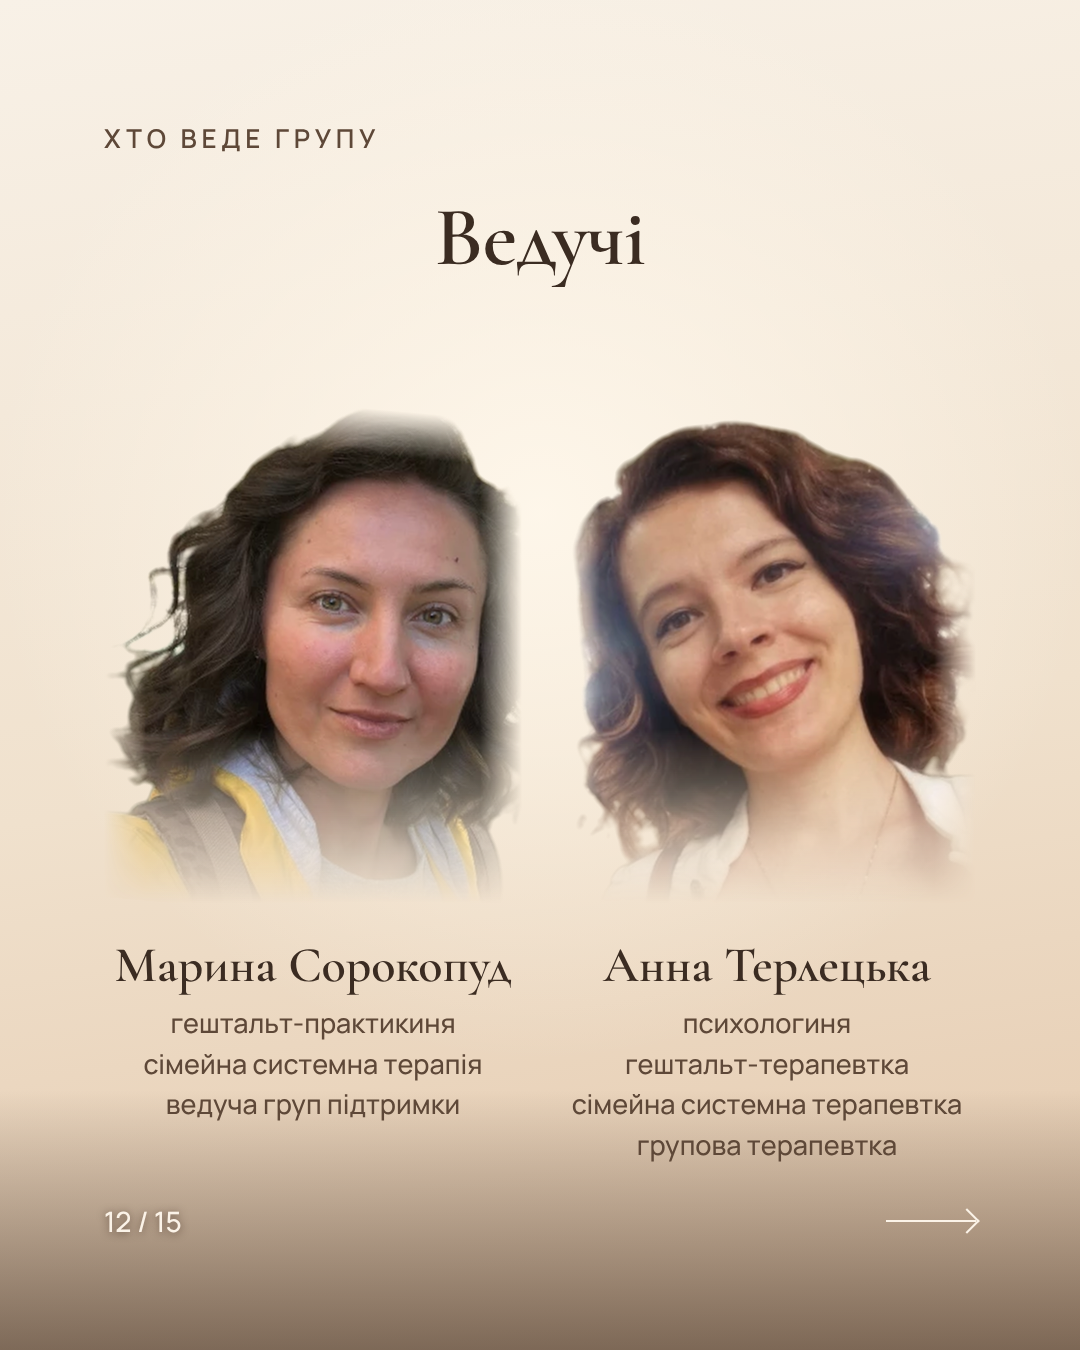 ХТО ВЕДЕ ГРУПУ
Ведучі
Марина Сорокопуд
гештальт-практикиня
сімейна системна терапія
ведуча груп підтримки
Анна Терлецька
психологиня
гештальт-терапевтка
сімейна системна терапевтка
групова терапевтка
12 / 15